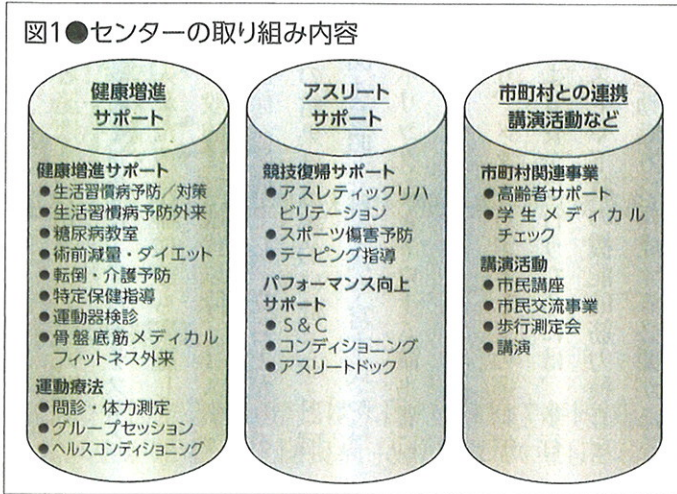 図1●センターの取り組み内容
健康増進
サポート
健康増進サポート
●生活習慣病予防／対策
●生活習慣病予防外来
●糖尿病教室
●術前減量・ダイエット
●転倒・介護予防
●特定保健指導
●運動器検診
●骨盤底筋メディカル
フィットネス外来
運動療法
●問診・体力測定
●グループセッション
●ヘルスコンディショニング
アスリート
サポート
競技復帰サポート
●アスレティックリハ
ビリテーション
●スポーツ傷害予防
●テーピング指導
パフォーマンス向上
サポート
●S＆C
●コンディショニング
●アスリートドック
市町村との連携
講演活動など
市町村関連事業
●高齢者サポート
●学生メディカル
チェック
講演活動
●市民講座
●市民交流事業
●歩行測定会
●講演